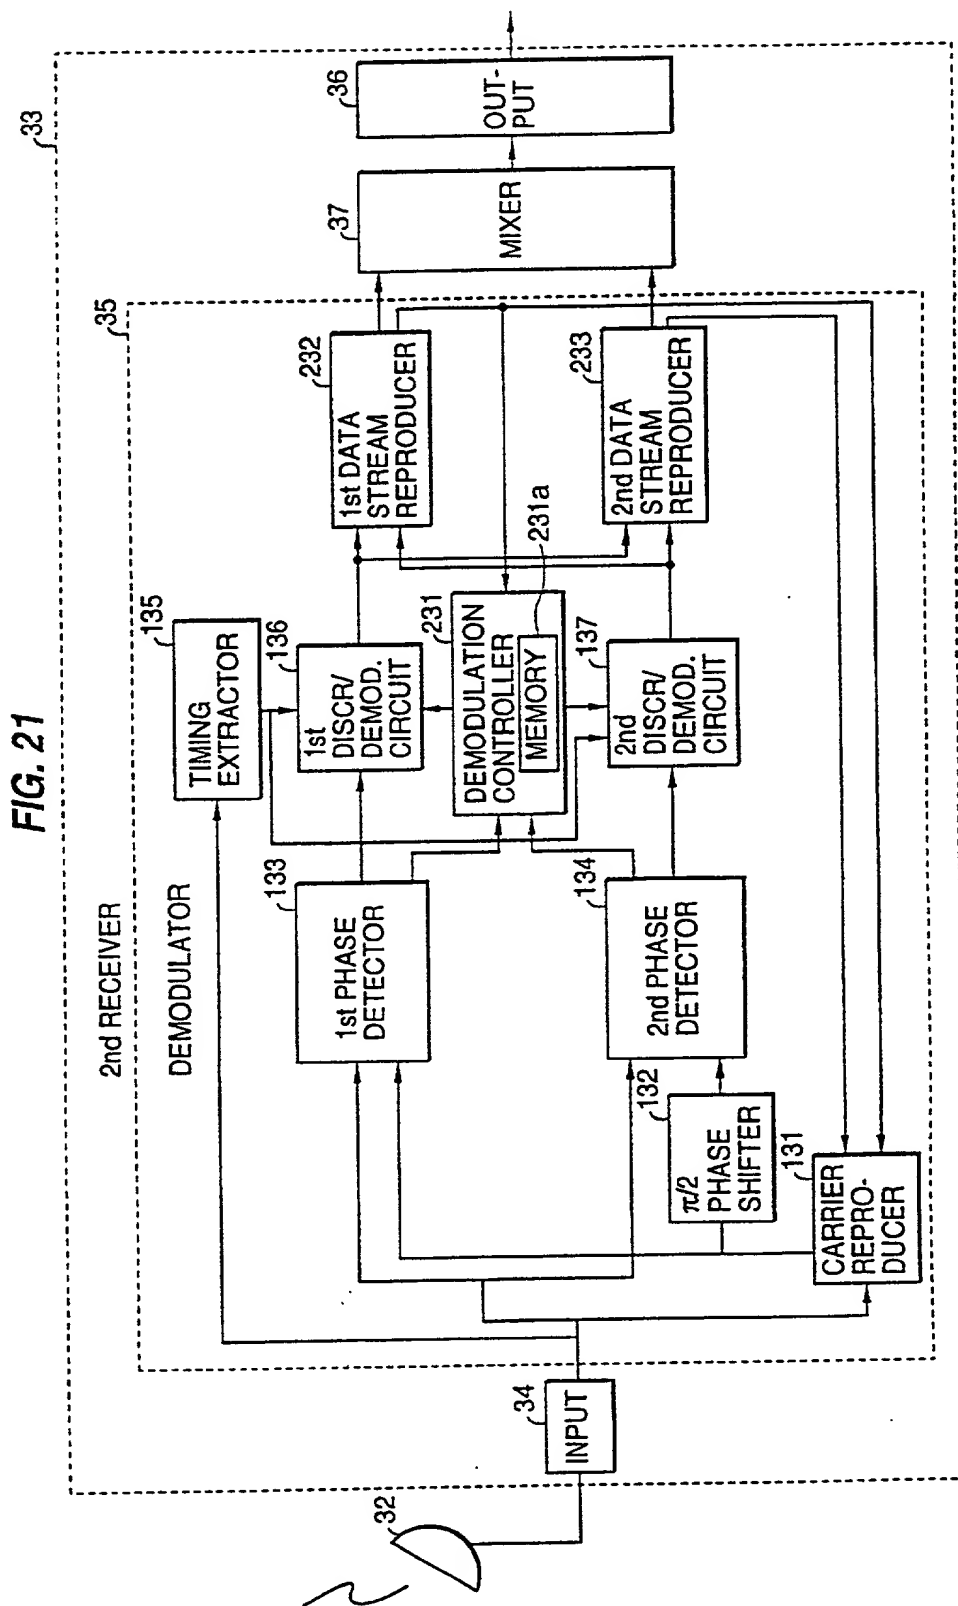 FIG. 21
33
2nd RECEIVER
35
DEMODULATOR
32
34
INPUT
135
TIMING
EXTRACTOR
133
1st PHASE
DETECTOR
136
1st
DISCR/
DEMOD.
CIRCUIT
232
1st DATA
STREAM
REPRODUCER
37
MIXER
36
OUT-
PUT
231
DEMODULATION
CONTROLLER
MEMORY
231a
134
2nd PHASE
DETECTOR
137
2nd
DISCR/
DEMOD.
CIRCUIT
233
2nd DATA
STREAM
REPRODUCER
132
π/2
PHASE
SHIFTER
131
CARRIER
REPRO-
DUCER